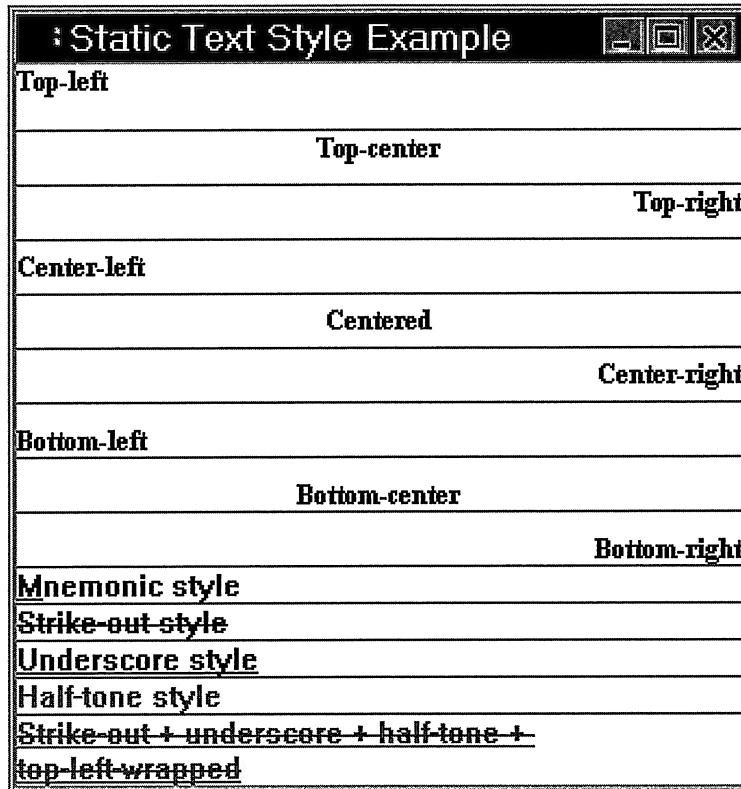 Static Text Style Example
Top-left
Top-center
Top-right
Center-left
Centered
Center-right
Bottom-left
Bottom-center
Bottom-right
Mnemonic style
Strike-out style
Underscore style
Half-tone style
Strike-out + underscore + half-tone +
top-left-wrapped